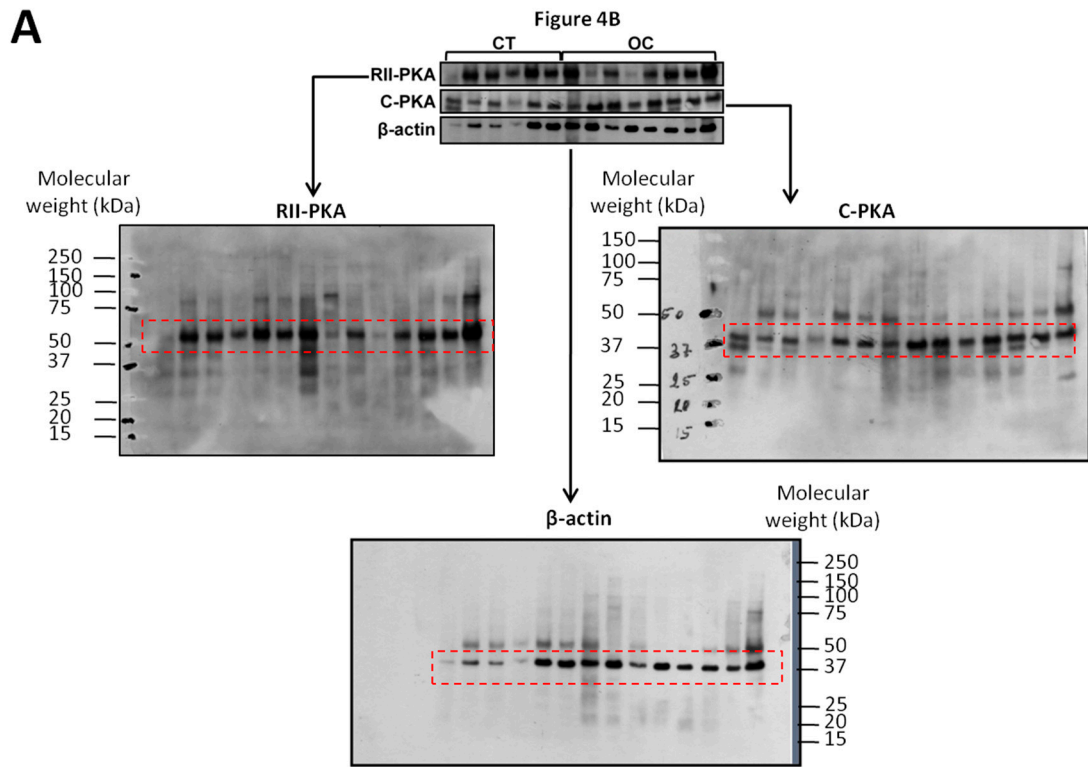 A
Figure 4B
CT OC
RII-PKA
C-PKA
β-actin
Molecular
weight (kDa)
RII-PKA
250
150
100
75
50
37
25
20
15
Molecular
weight (kDa)
C-PKA
150
100
75
50
37
25
20
15
50
37
25
20
15
β-actin
Molecular
weight (kDa)
250
150
100
75
50
37
25
20
15